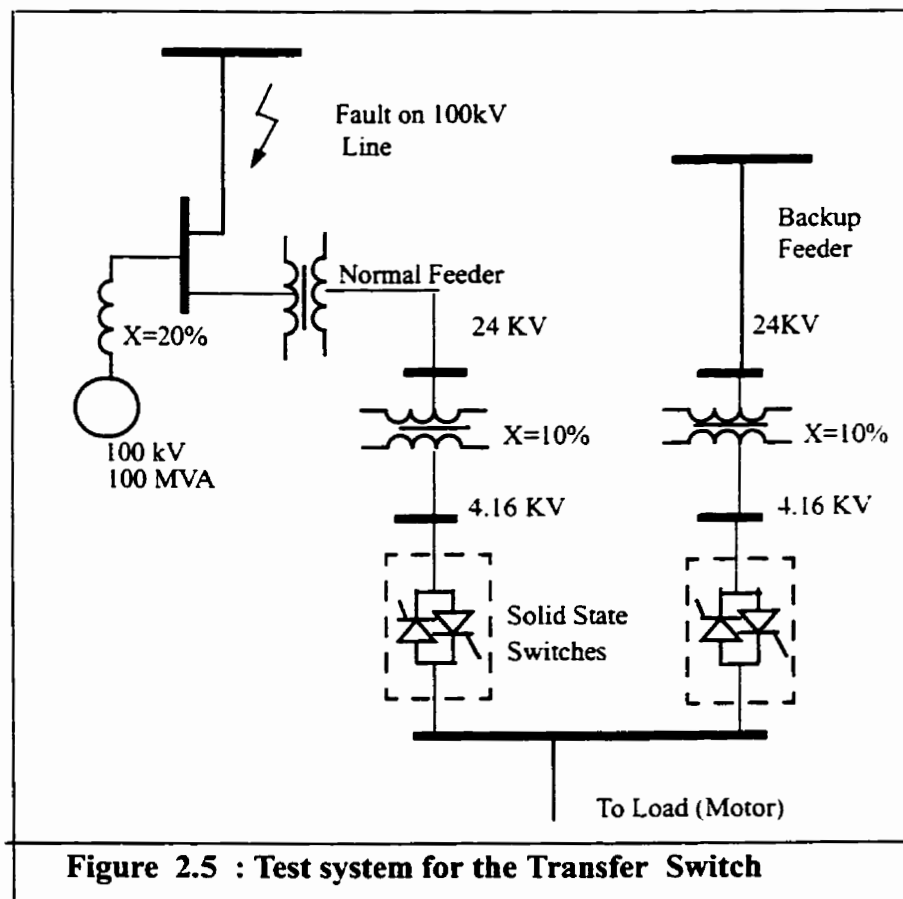 Fault on 100kV
Line
Backup
Feeder
Normal Feeder
X=20%
24 KV
24KV
100 kV
100 MVA
X=10%
X=10%
4.16 KV
4.16 KV
Solid State
Switches
To Load (Motor)
Figure 2.5 : Test system for the Transfer Switch